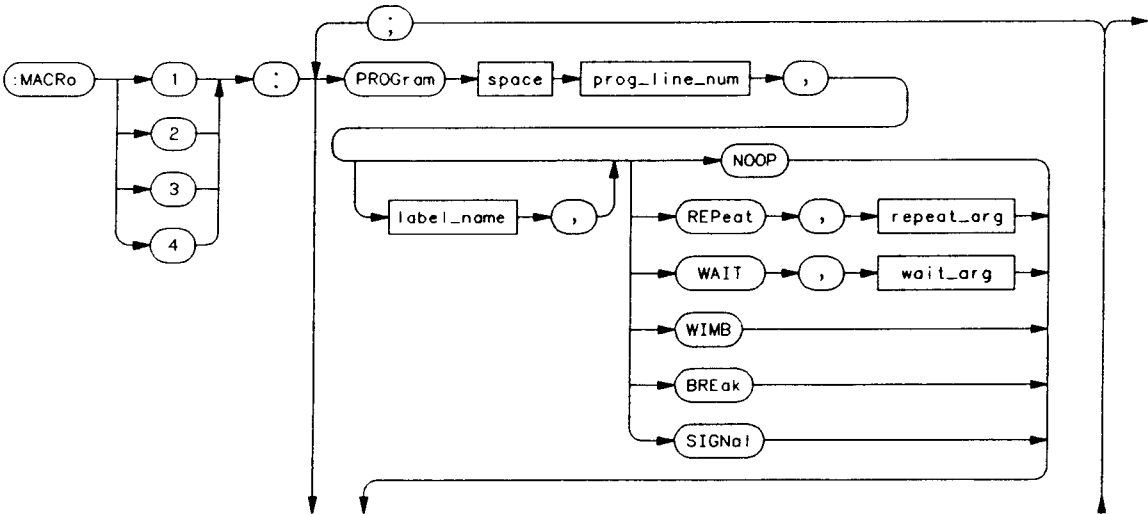 ;
:MACRo 1 : PROGram space prog_line_num ,
2
3
4
NOOP
label_name , REPeat , repeat_arg
WAIT , wait_arg
WIMB
BREak
SIGNal